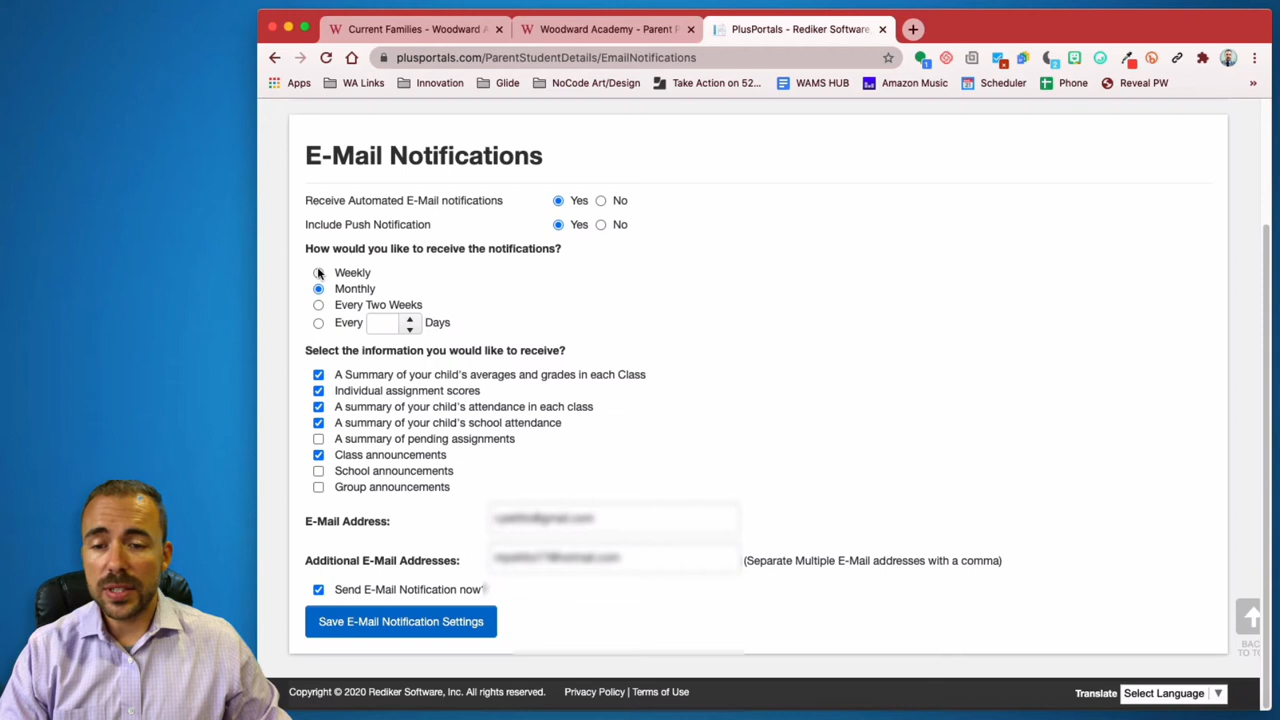 Current Families - Woodward A
Woodward Academy - Parent P
PlusPortals - Rediker Software,
plusportals.com/ParentStudentDetails/EmailNotifications
Apps WA Links Innovation Glide NoCode Art/Design Take Action on 52... WAMS HUB Amazon Music Scheduler Phone Reveal PW
E-Mail Notifications
Receive Automated E-Mail notifications Yes No
Include Push Notification Yes No
How would you like to receive the notifications?
Weekly
Monthly
Every Two Weeks
Every Days
Select the information you would like to receive?
A Summary of your child's averages and grades in each Class
Individual assignment scores
A summary of your child's attendance in each class
A summary of your child's school attendance
A summary of pending assignments
Class announcements
School announcements
Group announcements
E-Mail Address:
Additional E-Mail Addresses: (Separate Multiple E-Mail addresses with a comma)
Send E-Mail Notification now?
Save E-Mail Notification Settings
BAC
TO TO
Copyright © 2020 Rediker Software, Inc. All rights reserved. Privacy Policy | Terms of Use Translate Select Language